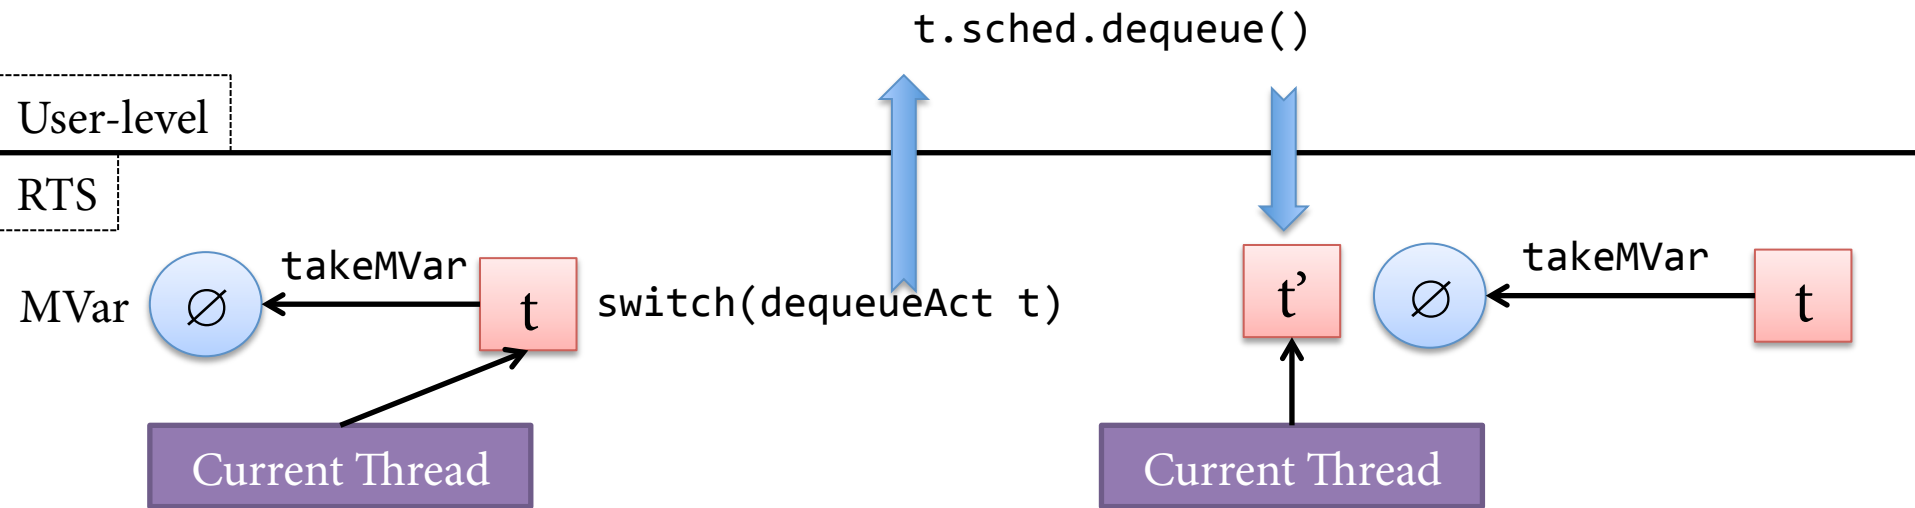 t.sched.dequeue()
User-level
RTS
MVar
∅
takeMVar
t
switch(dequeueAct t)
t’
∅
takeMVar
t
Current Thread
Current Thread